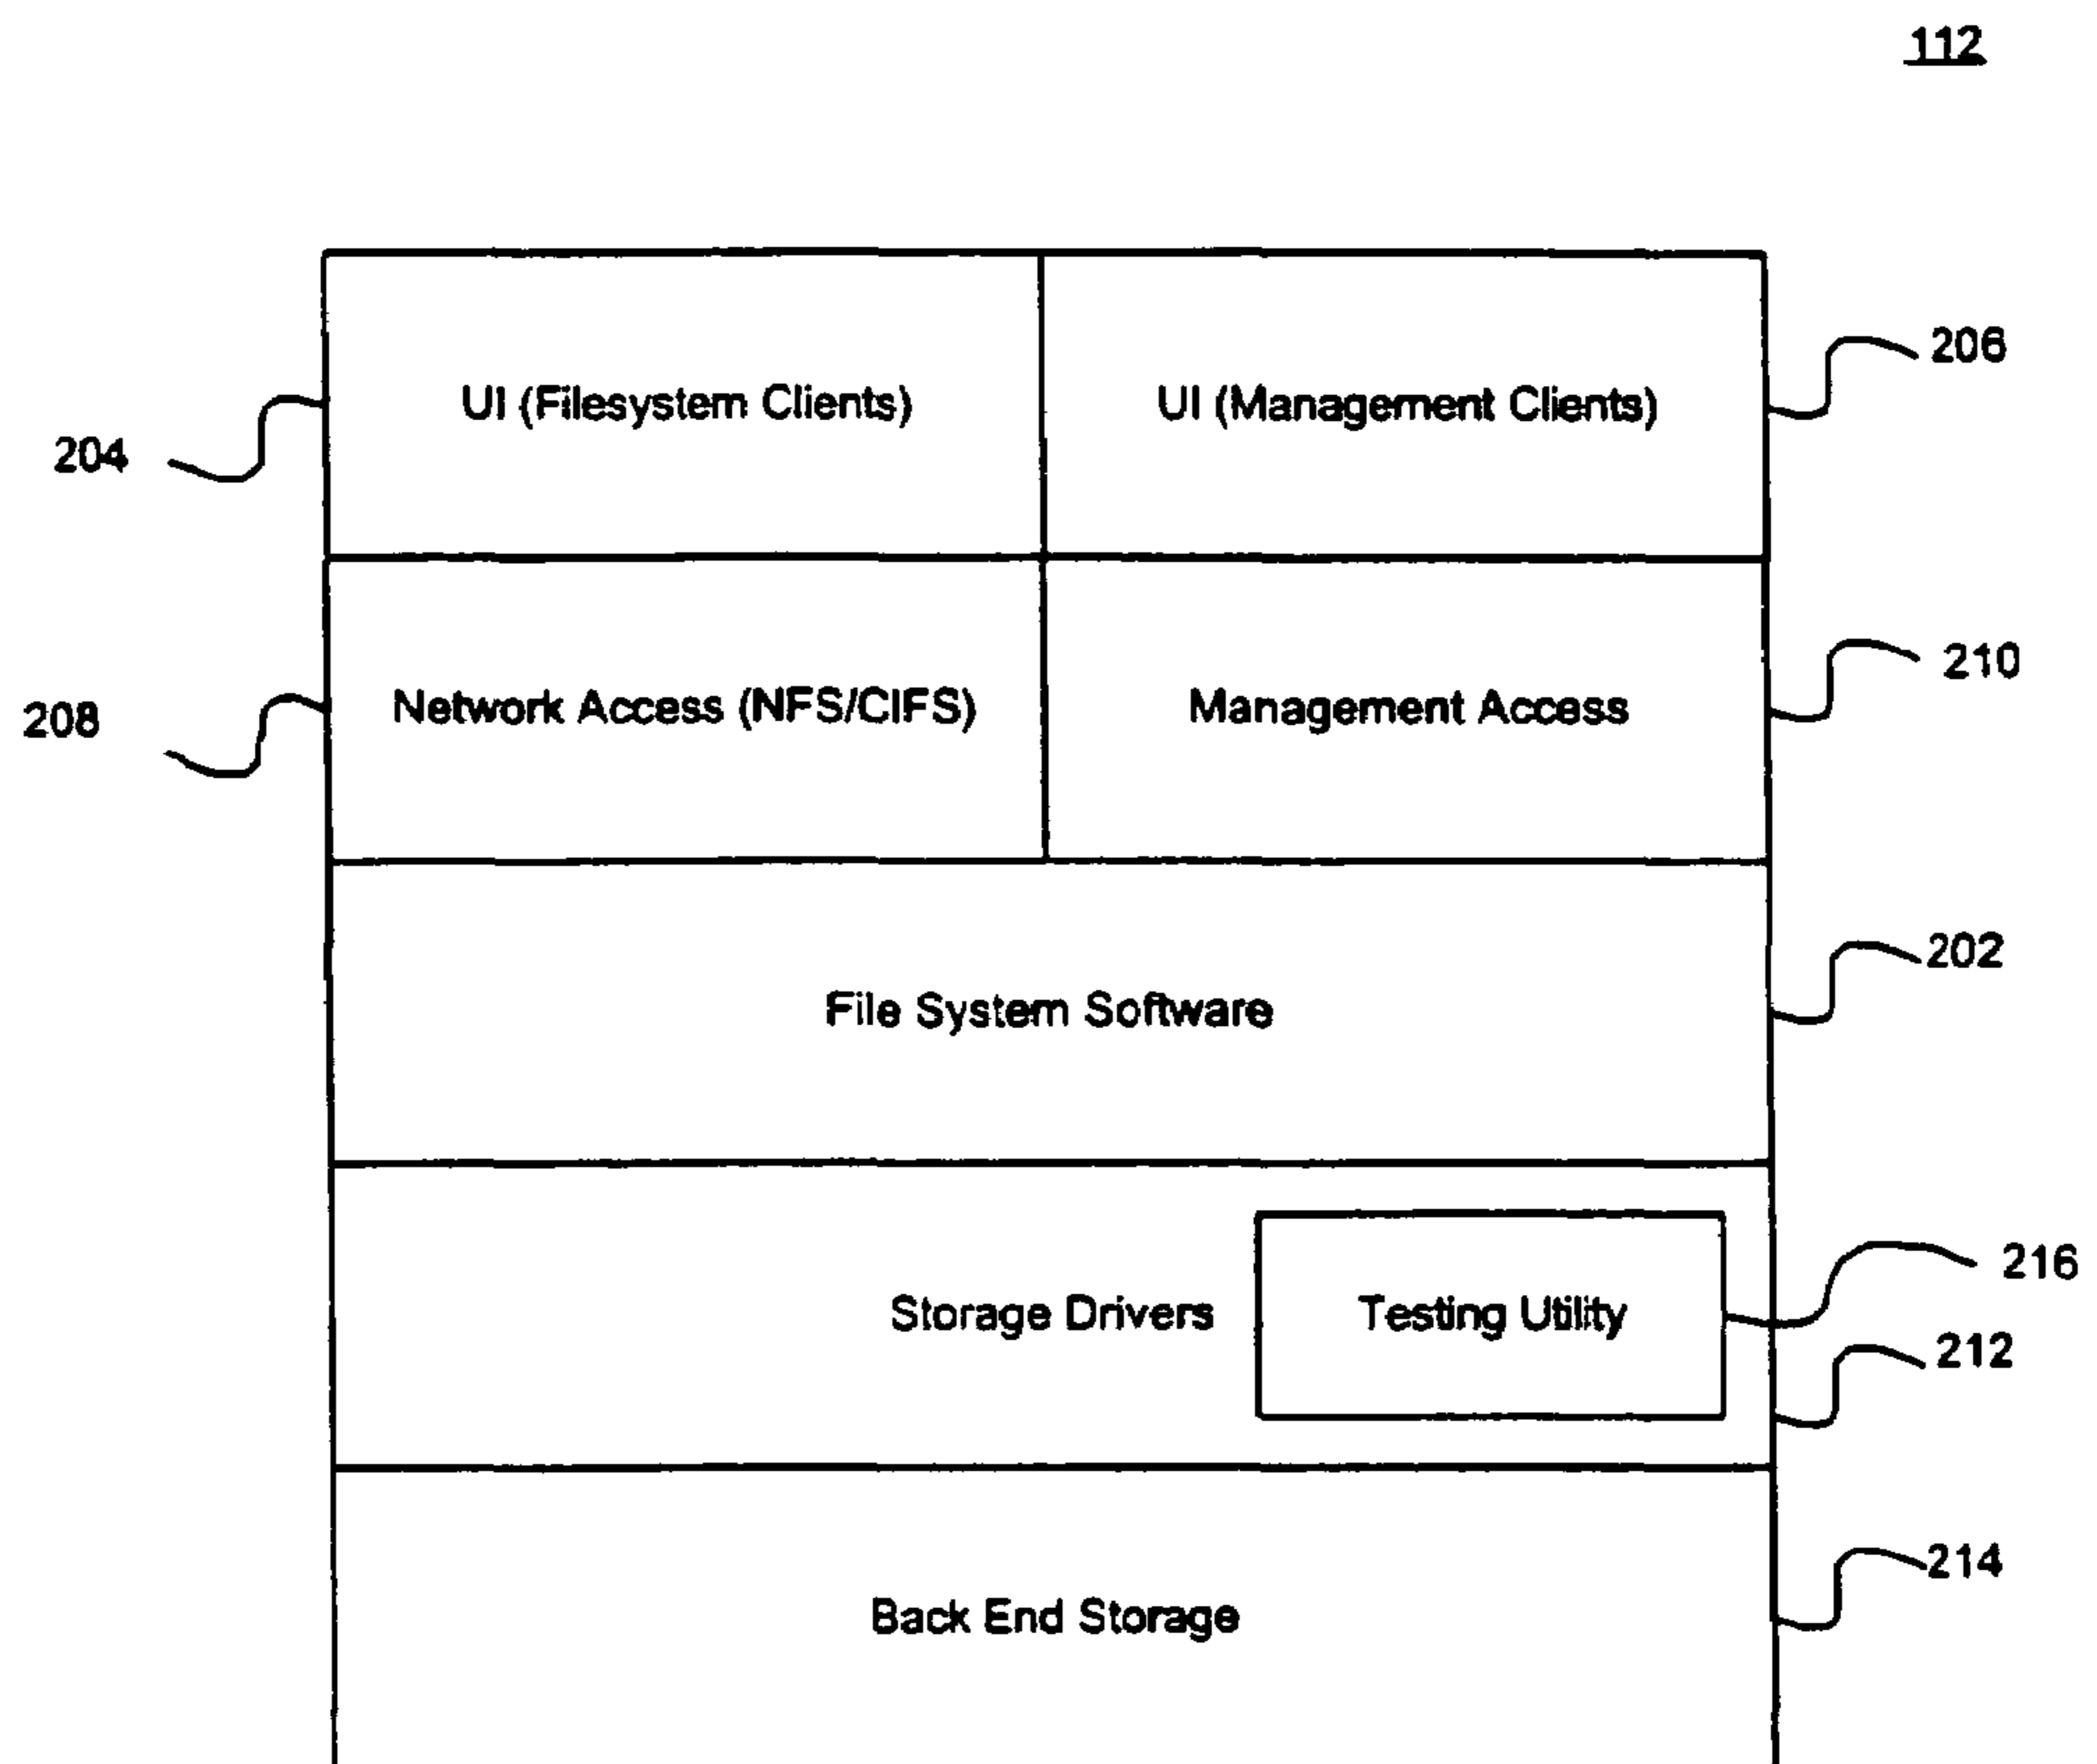 112
UI (Filesystem Clients)
UI (Management Clients)
206
204
Network Access (NFS/CIFS)
Management Access
210
208
202
File System Software
216
Storage Drivers
Testing Utility
212
214
Back End Storage